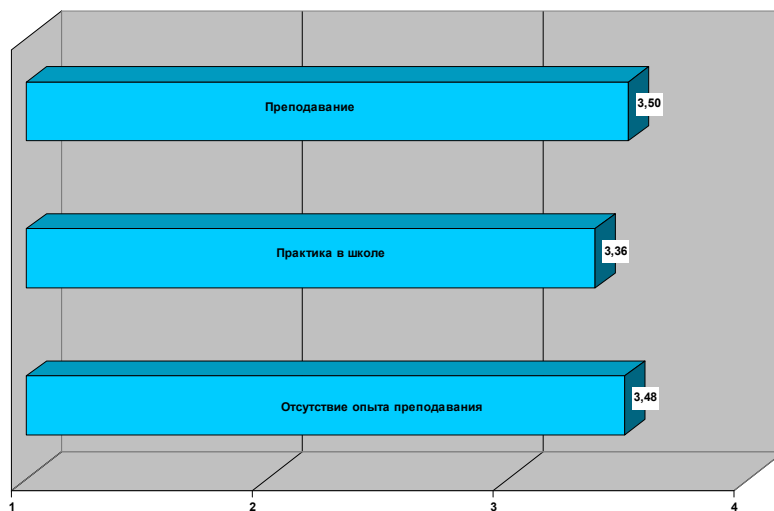 Преподавание
3,50
Практика в школе
3,36
Отсутствие опыта преподавания
3,48
1 2 3 4